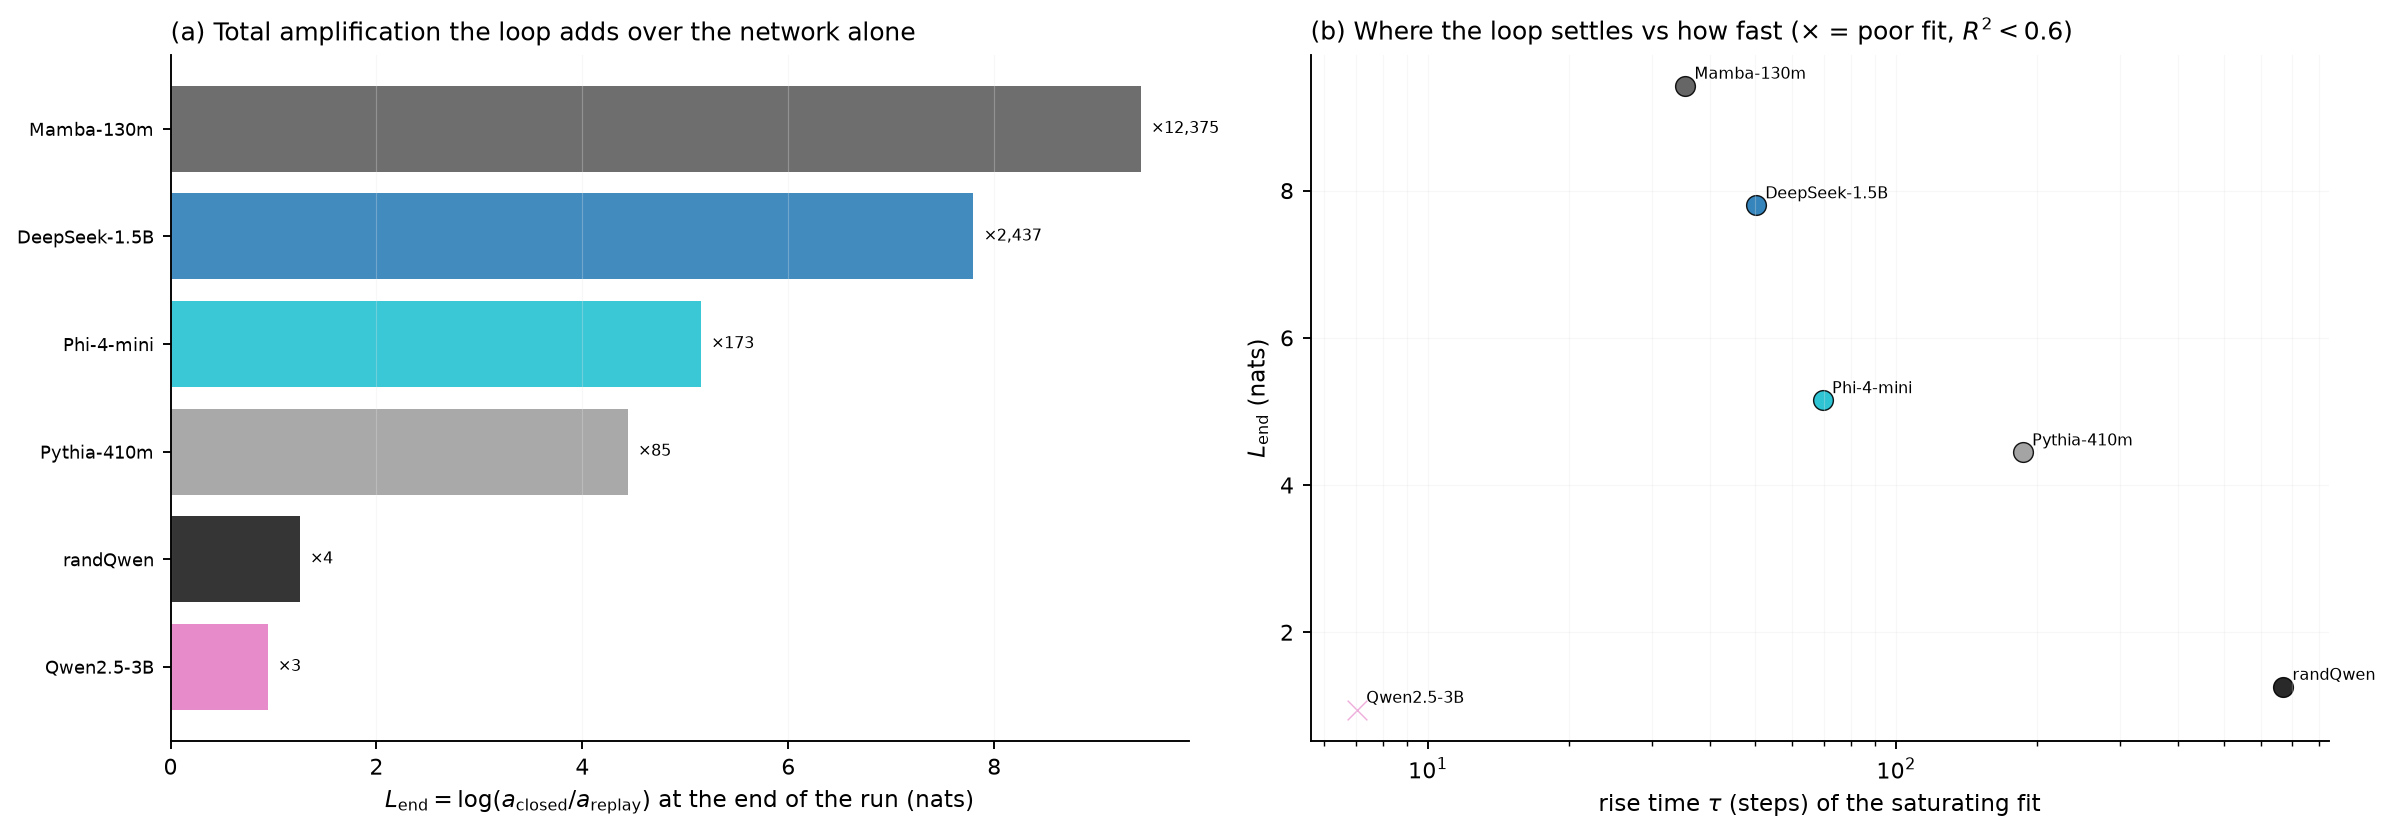 (a) Total amplification the loop adds over the network alone
Mamba-130m
×12,375
DeepSeek-1.5B
×2,437
Phi-4-mini
×173
Pythia-410m
×85
randQwen
×4
Qwen2.5-3B
×3
0 2 4 6 8
L_end = log(a_closed/a_replay) at the end of the run (nats)
(b) Where the loop settles vs how fast (× = poor fit, R² < 0.6)
L_end (nats)
8
6
4
2
Mamba-130m
DeepSeek-1.5B
Phi-4-mini
Pythia-410m
randQwen
Qwen2.5-3B
10¹ 10²
rise time τ (steps) of the saturating fit